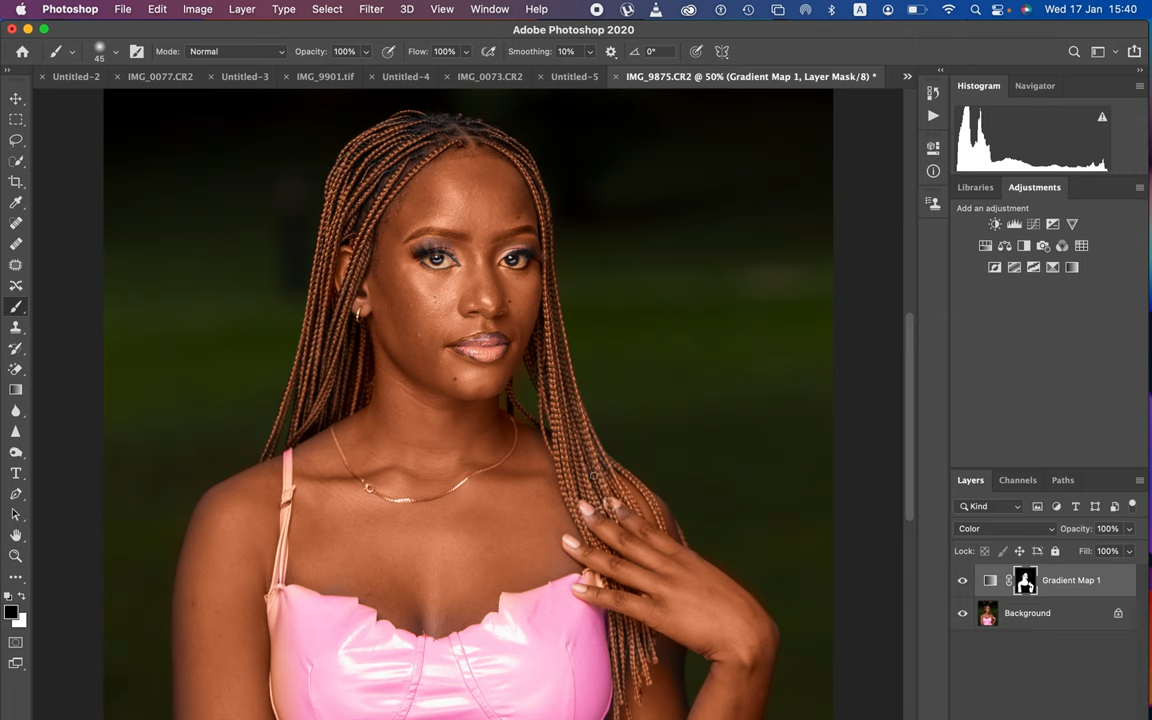 Photoshop File Edit Image Layer Type Select Filter 3D View Window Help A Wed 17 Jan 15:40
Adobe Photoshop 2020
45 Mode: Normal Opacity: 100% Flow: 100% Smoothing: 10% 0°
× Untitled-2 × IMG_0077.CR2 × Untitled-3 × IMG_9901.tif × Untitled-4 × IMG_0073.CR2 × Untitled-5 × IMG_9875.CR2 @ 50% (Gradient Map 1, Layer Mask/8) *
Histogram Navigator
Libraries Adjustments
Add an adjustment
Layers Channels Paths
Kind
Color Opacity: 100%
Lock: Fill: 100%
Gradient Map 1
Background